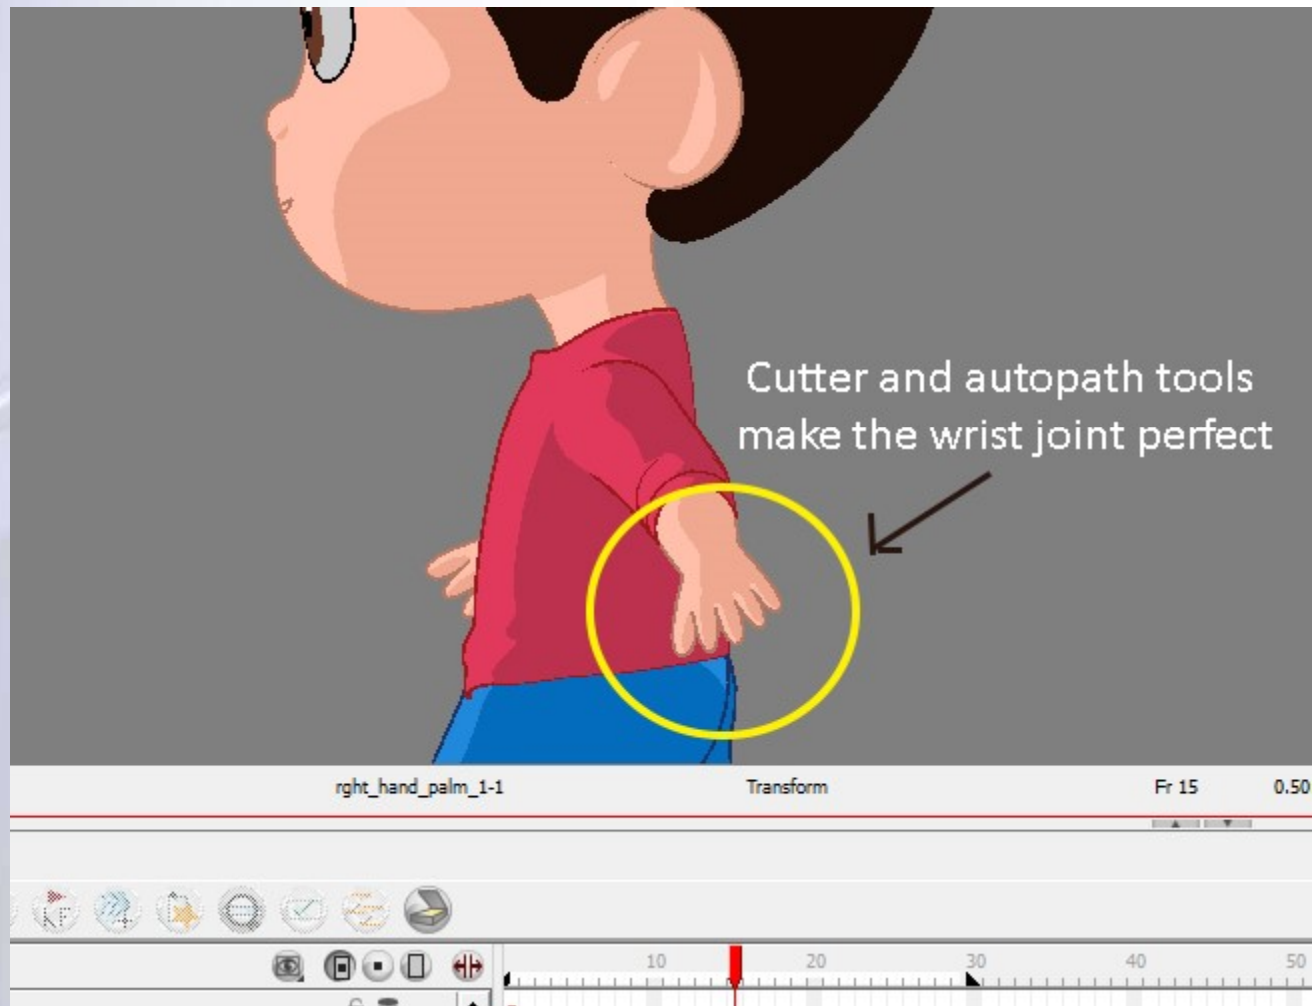 Cutter and autopath tools
make the wrist joint perfect
rght_hand_palm_1-1 Transform Fr 15 0.50
KF
10 20 30 40 50